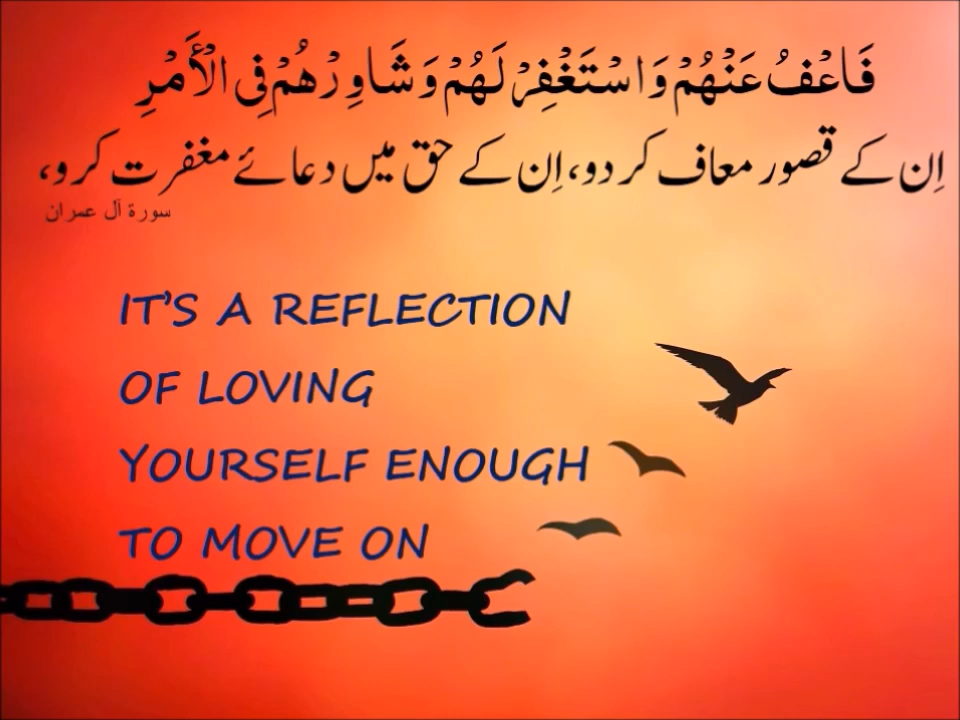 فَاعْفُ عَنْهُمْ وَاسْتَغْفِرْ لَهُمْ وَشَاوِرْهُمْ فِى الْأَمْرِ
اِن کے قصور معاف کر دو، اِن کے حق میں دعائے مغفرت کرو،
سورة آل عمران
IT'S A REFLECTION
OF LOVING
YOURSELF ENOUGH
TO MOVE ON